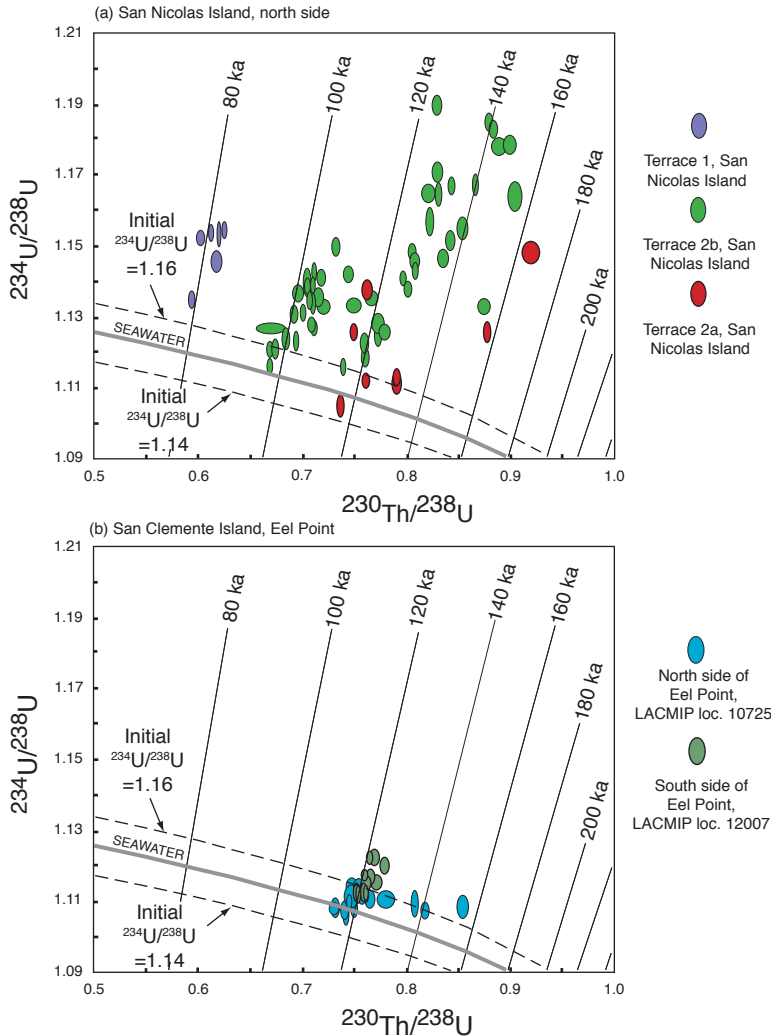 (a) San Nicolas Island, north side
1.21
1.19
1.17
1.15
1.13
1.11
1.09
234U/238U
80 ka
100 ka
120 ka
140 ka
160 ka
180 ka
200 ka
Initial
234U/238U
=1.16
SEAWATER
Initial
234U/238U
=1.14
0.5
0.6
0.7
0.8
0.9
1.0
230Th/238U
Terrace 1, San
Nicolas Island
Terrace 2b, San
Nicolas Island
Terrace 2a, San
Nicolas Island
(b) San Clemente Island, Eel Point
1.21
1.19
1.17
1.15
1.13
1.11
1.09
234U/238U
80 ka
100 ka
120 ka
140 ka
160 ka
180 ka
200 ka
Initial
234U/238U
=1.16
SEAWATER
Initial
234U/238U
=1.14
0.5
0.6
0.7
0.8
0.9
1.0
230Th/238U
North side of
Eel Point,
LACMIP loc. 10725
South side of
Eel Point,
LACMIP loc. 12007